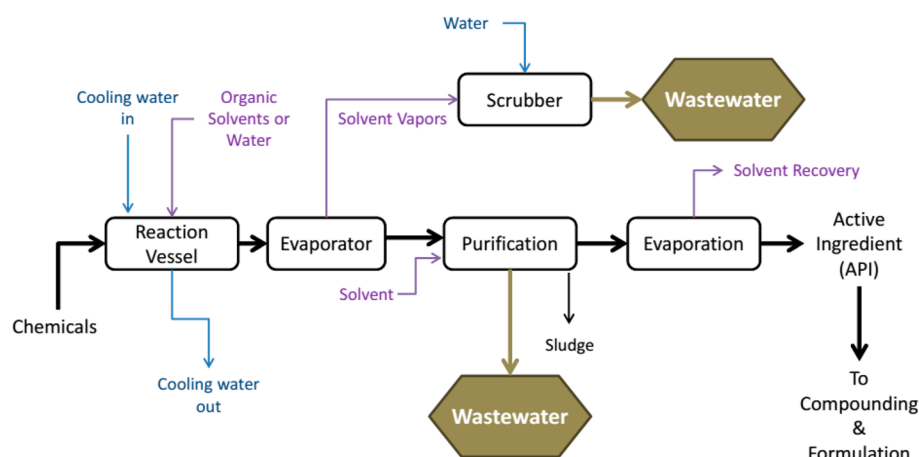 Water
Scrubber
Wastewater
Cooling water
in
Organic
Solvents or
Water
Solvent Vapors
Solvent Recovery
Reaction
Vessel
Evaporator
Purification
Evaporation
Active
Ingredient
(API)
Solvent
Chemicals
Sludge
Cooling water
out
Wastewater
To
Compounding
&
Formulation